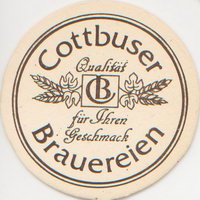 Cottbuser
Qualität
CB
für Ihren
Geschmack
Brauereien